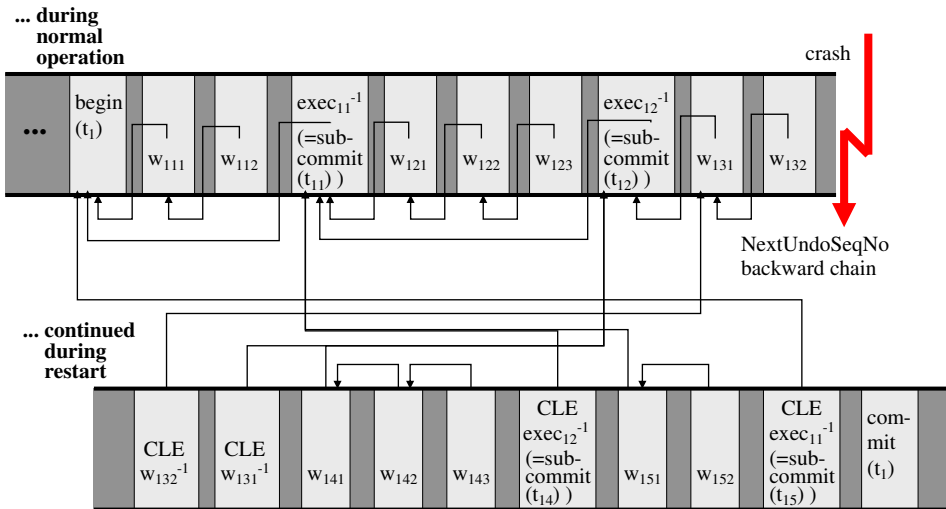 ... during
normal
operation
crash
...
begin
(t₁)
w₁₁₁
w₁₁₂
exec₁₁⁻¹
(=sub-
commit
(t₁₁) )
w₁₂₁
w₁₂₂
w₁₂₃
exec₁₂⁻¹
(=sub-
commit
(t₁₂) )
w₁₃₁
w₁₃₂
NextUndoSeqNo
backward chain
... continued
during
restart
CLE
w₁₃₂⁻¹
CLE
w₁₃₁⁻¹
w₁₄₁
w₁₄₂
w₁₄₃
CLE
exec₁₂⁻¹
(=sub-
commit
(t₁₄) )
w₁₅₁
w₁₅₂
CLE
exec₁₁⁻¹
(=sub-
commit
(t₁₅) )
com-
mit
(t₁)